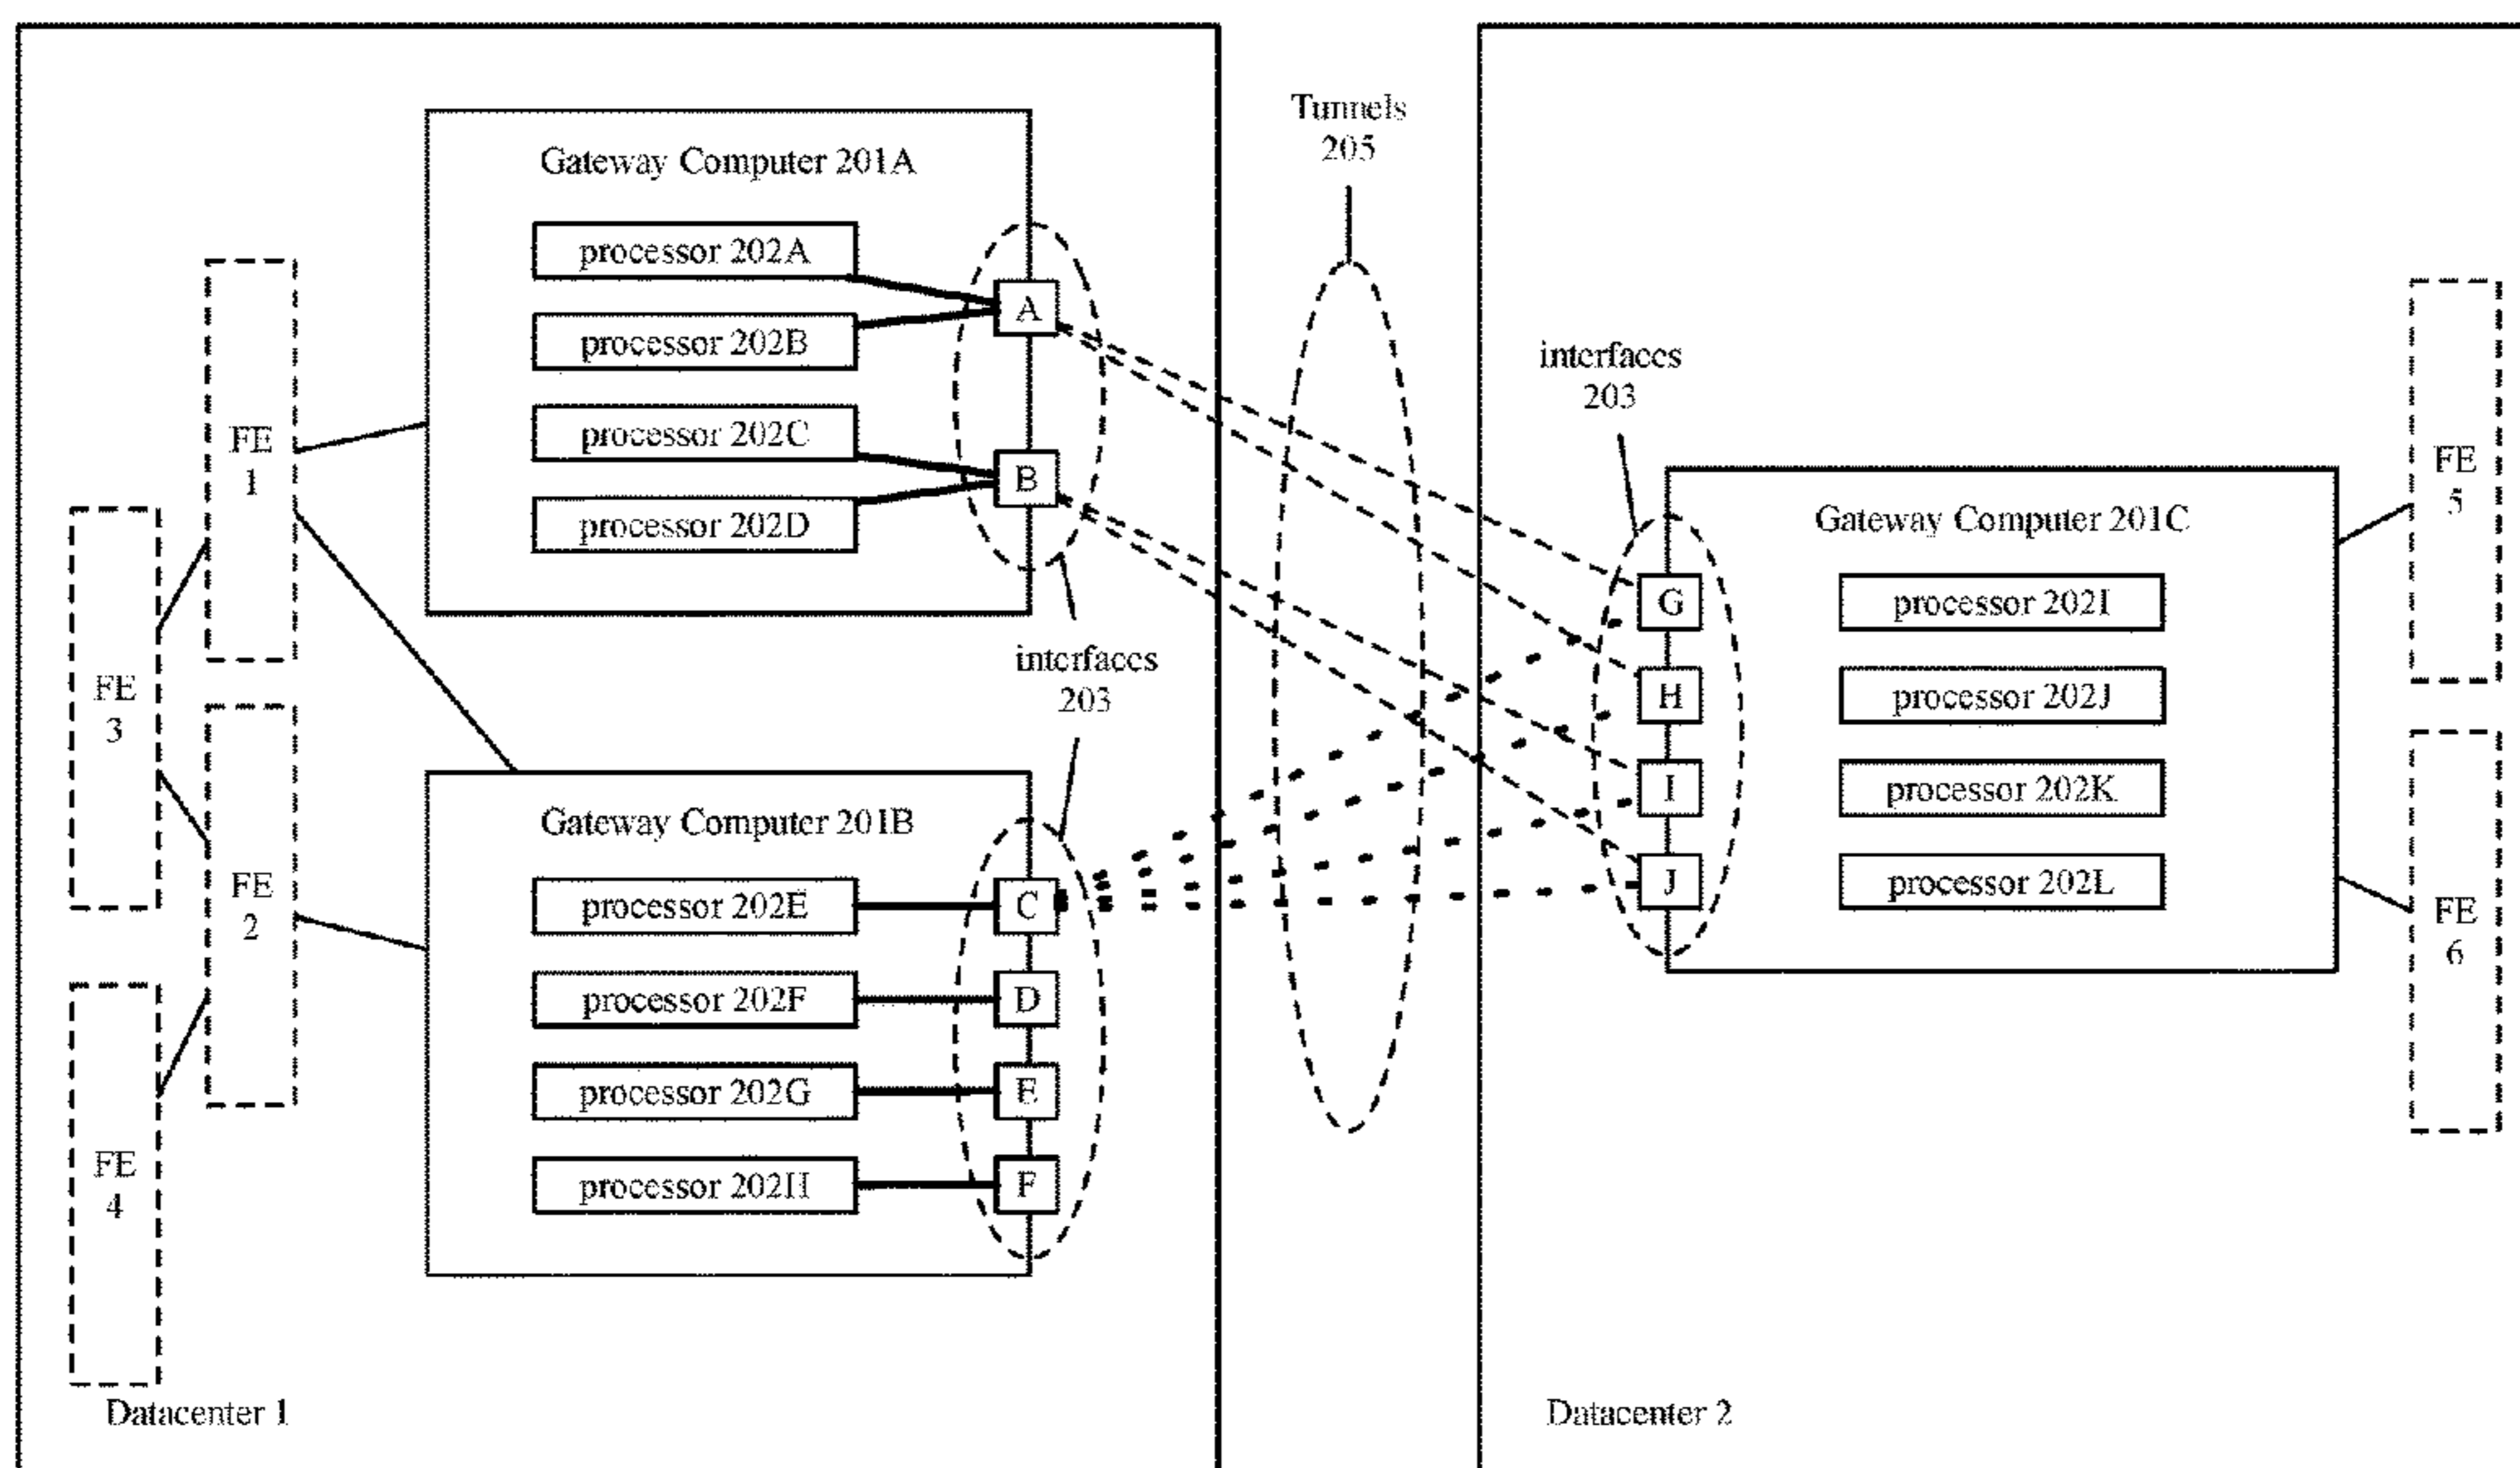 Tunnels
205
Gateway Computer 201A
processor 202A
processor 202B
processor 202C
processor 202D
A
B
interfaces
203
FE
1
FE
2
FE
3
FE
4
Gateway Computer 201B
processor 202E
processor 202F
processor 202G
processor 202H
C
D
E
F
Datacenter 1
interfaces
203
Gateway Computer 201C
G
H
I
J
processor 202I
processor 202J
processor 202K
processor 202L
FE
5
FE
6
Datacenter 2